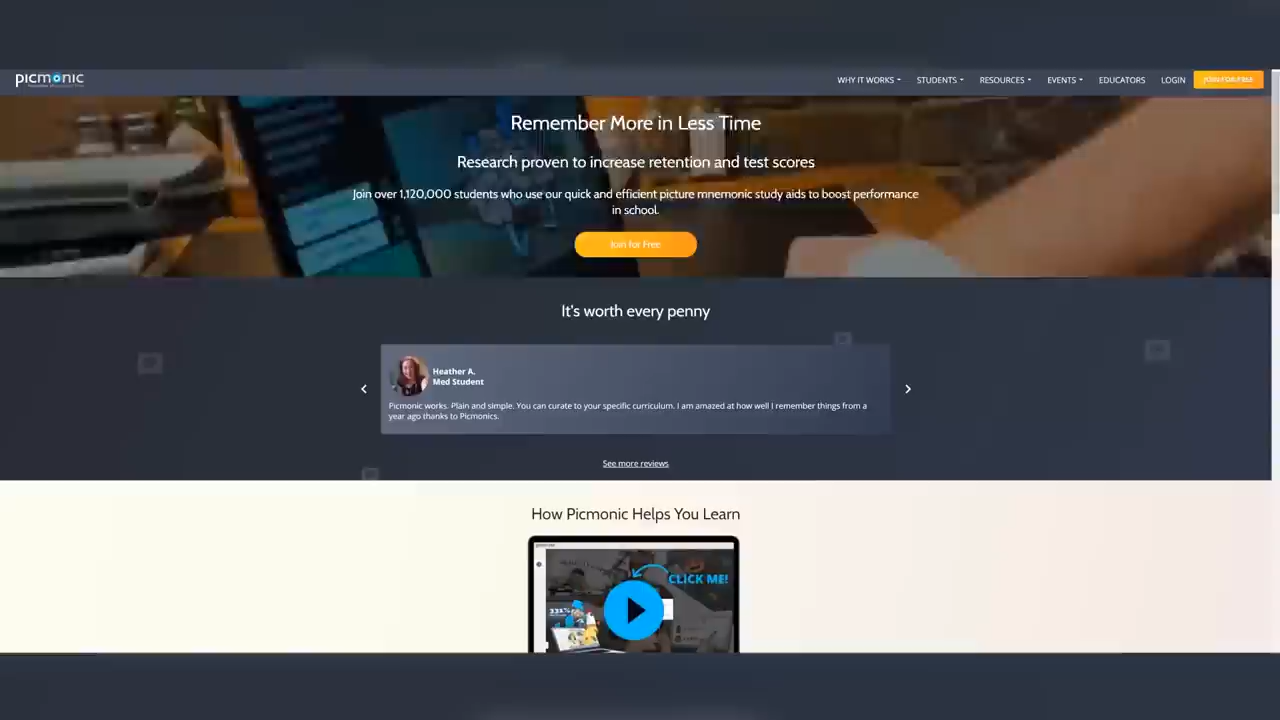 picmonic
WHY IT WORKS
STUDENTS
RESOURCES
EVENTS
EDUCATORS
LOGIN
JOIN FOR FREE
Remember More in Less Time
Research proven to increase retention and test scores
Join over 1,120,000 students who use our quick and efficient picture mnemonic study aids to boost performance
in school.
Join for Free
It's worth every penny
Heather A.
Med Student
Picmonic works. Plain and simple. You can curate to your specific curriculum. I am amazed at how well I remember things from a
year ago thanks to Picmonics.
See more reviews
How Picmonic Helps You Learn
CLICK ME!
331%